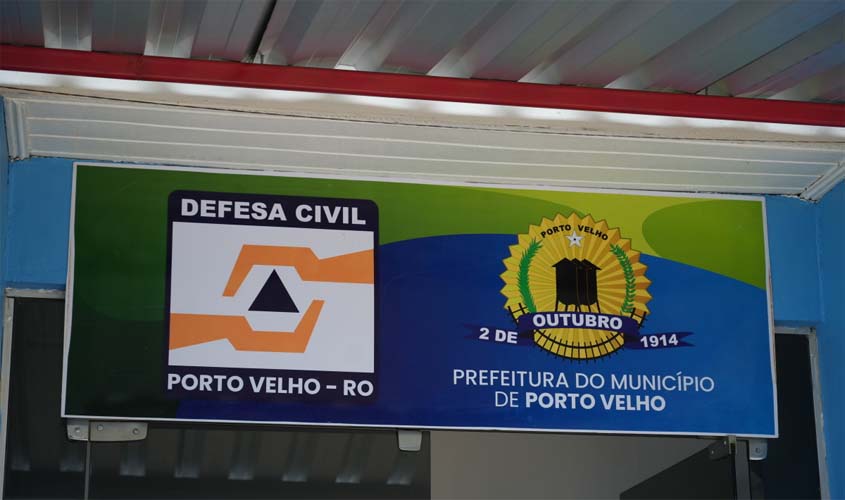 DEFESA CIVIL
PORTO VELHO - RO
PORTO VELHO
2 DE OUTUBRO 1914
PREFEITURA DO MUNICÍPIO
DE PORTO VELHO